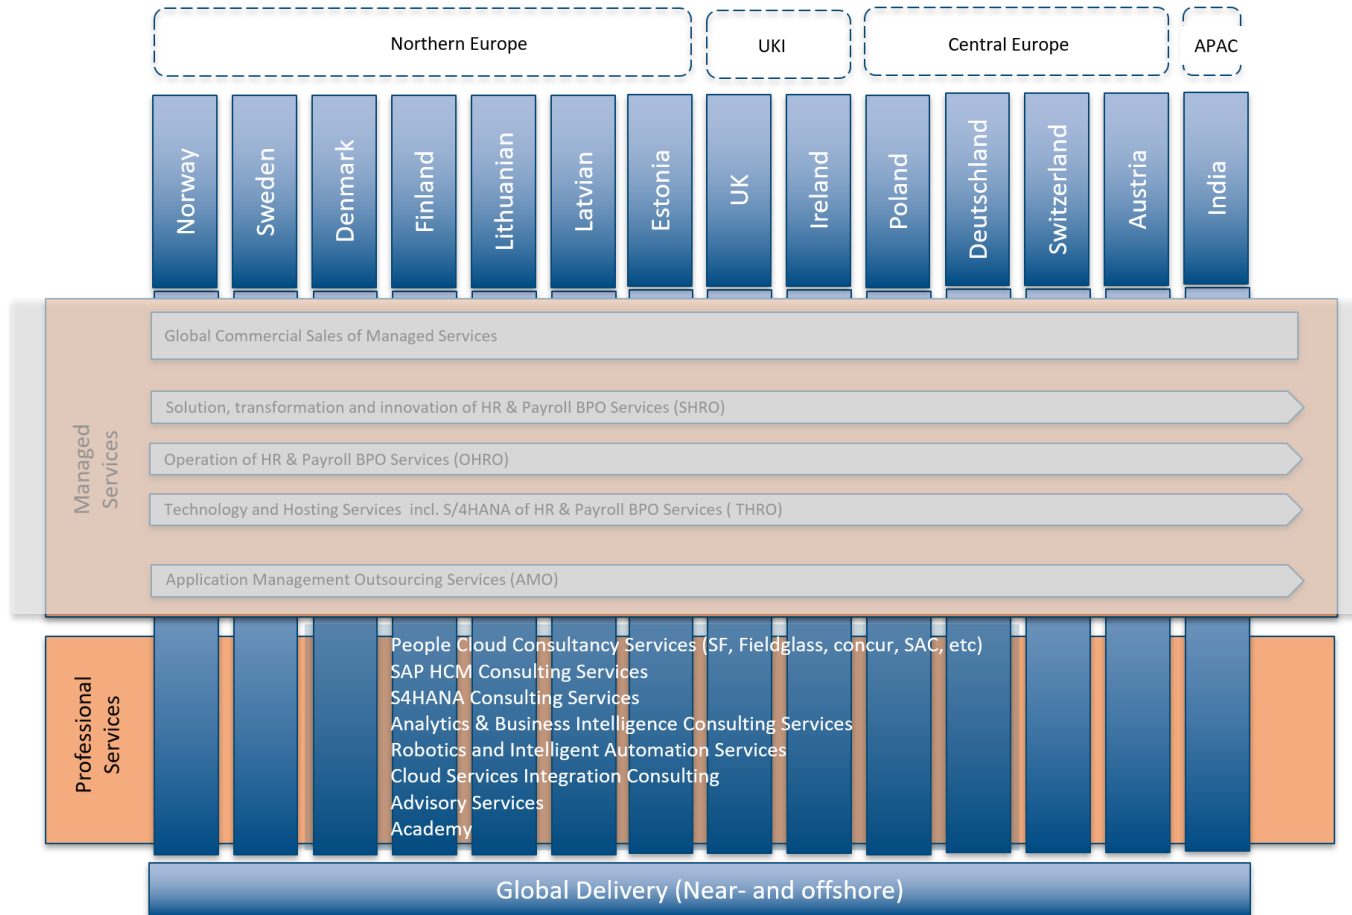 Northern Europe
UKI
Central Europe
APAC
Norway
Sweden
Denmark
Finland
Lithuanian
Latvian
Estonia
UK
Ireland
Poland
Deutschland
Switzerland
Austria
India
Managed
Services
Global Commercial Sales of Managed Services
Solution, transformation and innovation of HR & Payroll BPO Services (SHRO)
Operation of HR & Payroll BPO Services (OHRO)
Technology and Hosting Services incl. S/4HANA of HR & Payroll BPO Services ( THRO)
Application Management Outsourcing Services (AMO)
Professional
Services
People Cloud Consultancy Services (SF, Fieldglass, concur, SAC, etc)
SAP HCM Consulting Services
S4HANA Consulting Services
Analytics & Business Intelligence Consulting Services
Robotics and Intelligent Automation Services
Cloud Services Integration Consulting
Advisory Services
Academy
Global Delivery (Near- and offshore)